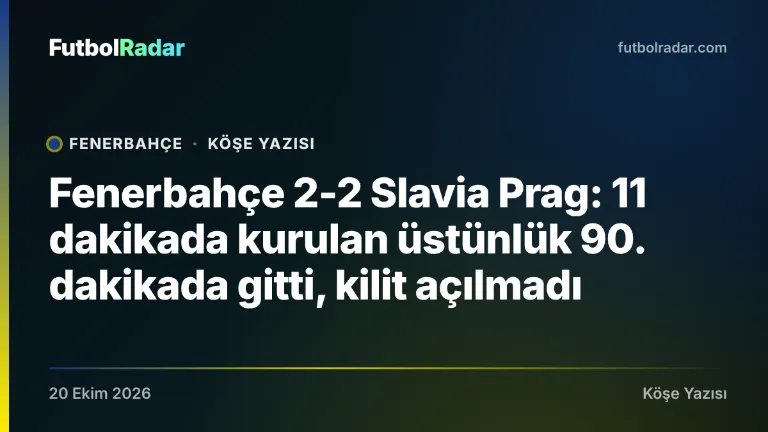 FutbolRadar
futbolradar.com
FENERBAHÇE · KÖŞE YAZISI
Fenerbahçe 2-2 Slavia Prag: 11
dakikada kurulan üstünlük 90.
dakikada gitti, kilit açılmadı
20 Ekim 2026
Köşe Yazısı